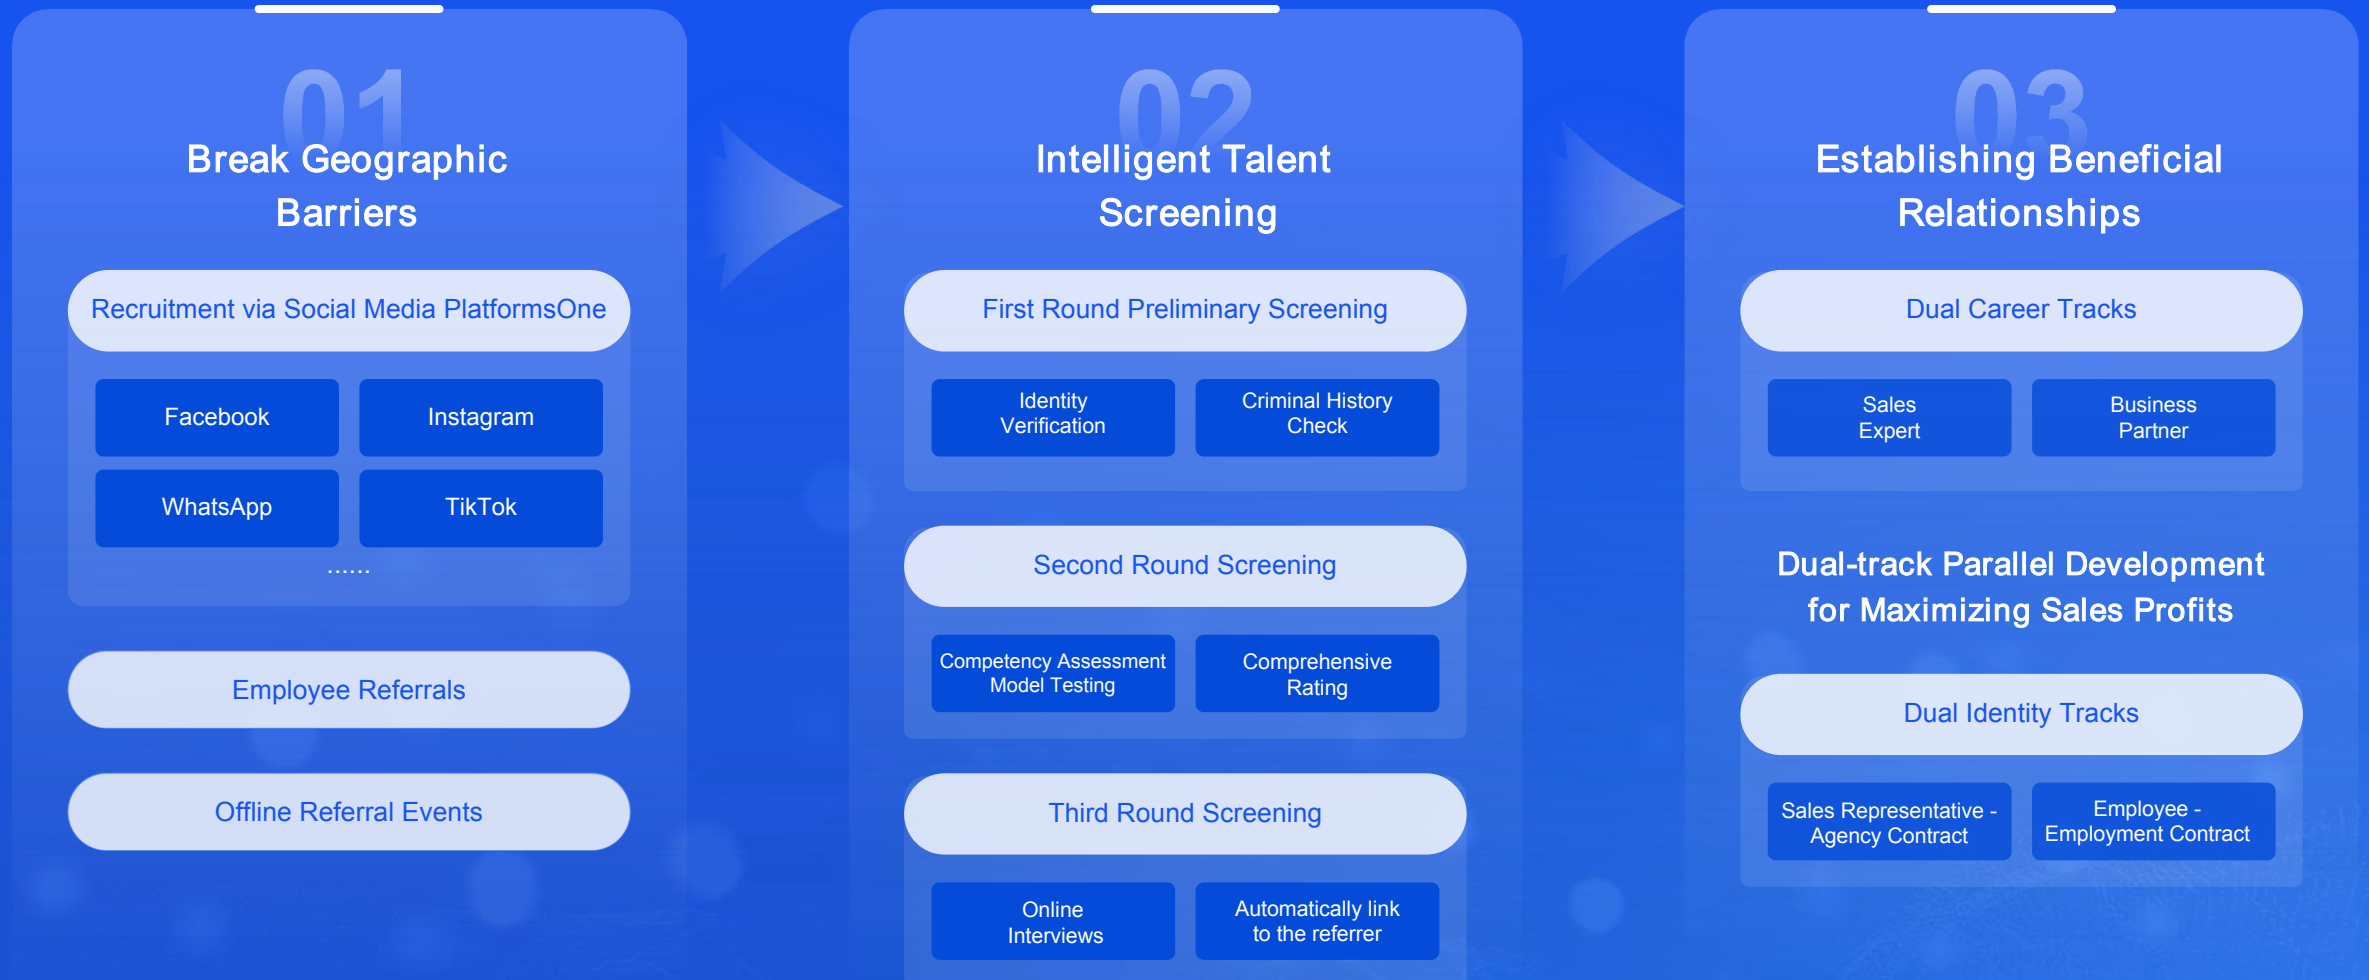 01
Break Geographic
Barriers
Recruitment via Social Media PlatformsOne
Facebook
Instagram
WhatsApp
TikTok
......
Employee Referrals
Offline Referral Events
02
Intelligent Talent
Screening
First Round Preliminary Screening
Identity
Verification
Criminal History
Check
Second Round Screening
Competency Assessment
Model Testing
Comprehensive
Rating
Third Round Screening
Online
Interviews
Automatically link
to the referrer
03
Establishing Beneficial
Relationships
Dual Career Tracks
Sales
Expert
Business
Partner
Dual-track Parallel Development
for Maximizing Sales Profits
Dual Identity Tracks
Sales Representative -
Agency Contract
Employee -
Employment Contract